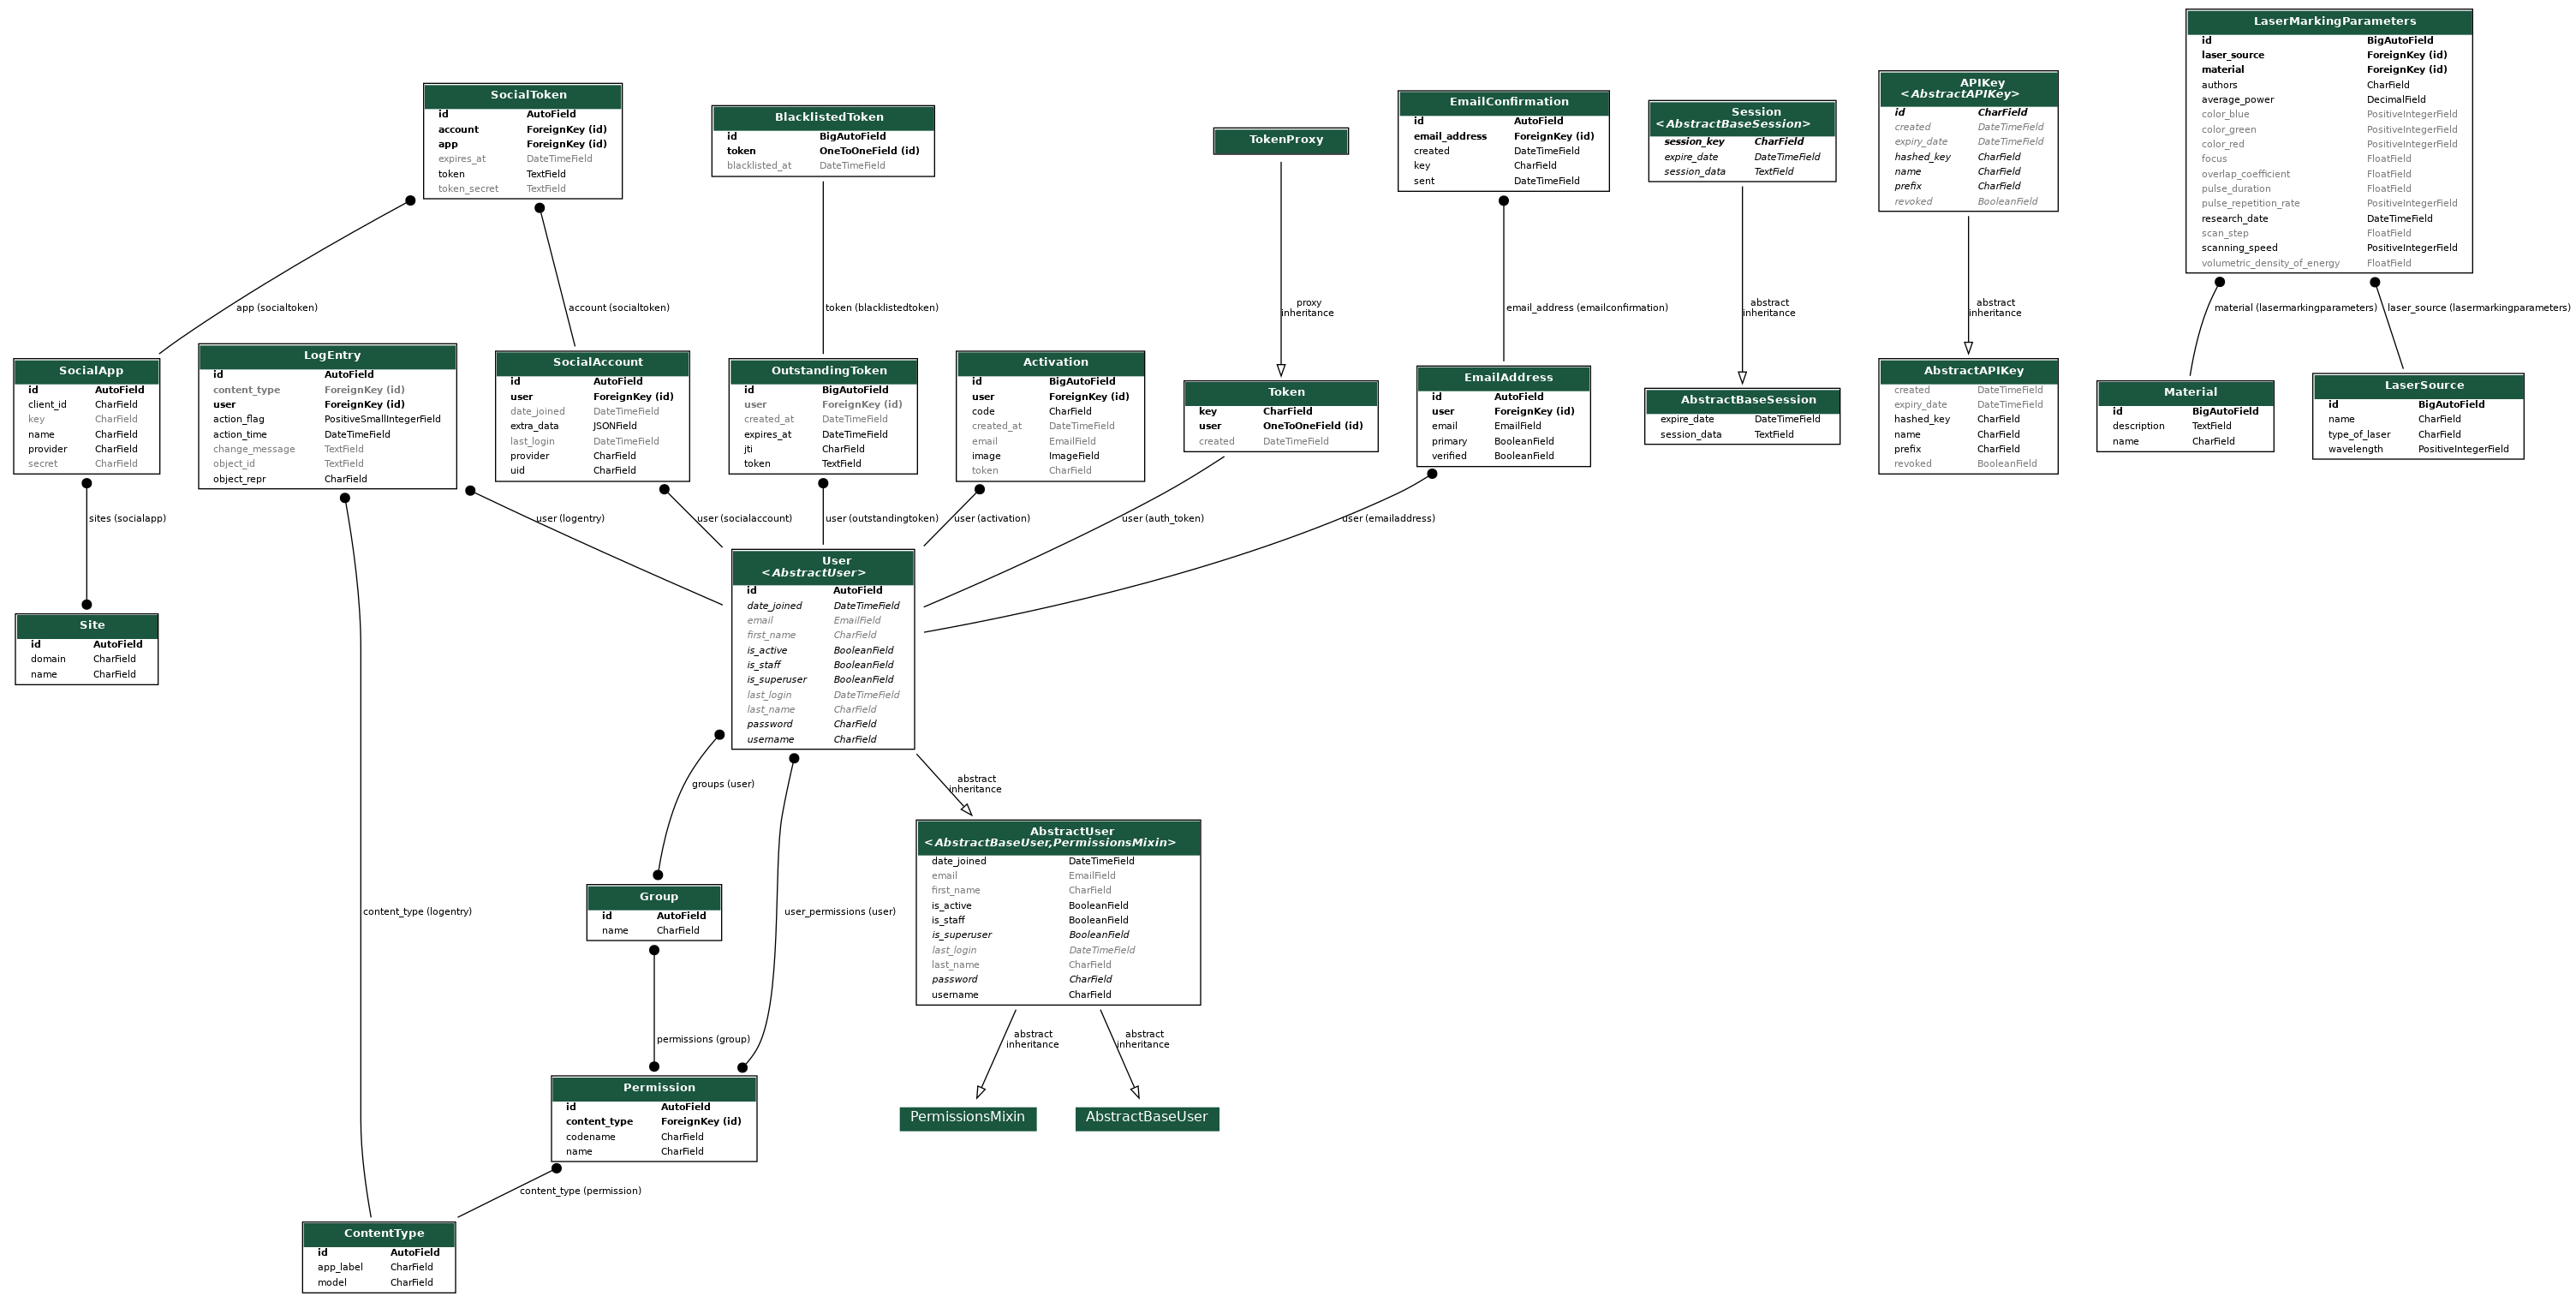 LaserMarkingParameters
id BigAutoField
laser_source ForeignKey (id)
material ForeignKey (id)
authors CharField
average_power DecimalField
color_blue PositiveIntegerField
color_green PositiveIntegerField
color_red PositiveIntegerField
focus FloatField
overlap_coefficient FloatField
pulse_duration FloatField
pulse_repetition_rate PositiveIntegerField
research_date DateTimeField
scan_step FloatField
scanning_speed PositiveIntegerField
volumetric_density_of_energy FloatField
SocialToken
id AutoField
account ForeignKey (id)
app ForeignKey (id)
expires_at DateTimeField
token TextField
token_secret TextField
BlacklistedToken
id BigAutoField
token OneToOneField (id)
blacklisted_at DateTimeField
TokenProxy
EmailConfirmation
id AutoField
email_address ForeignKey (id)
created DateTimeField
key CharField
sent DateTimeField
Session
<AbstractBaseSession>
session_key CharField
expire_date DateTimeField
session_data TextField
APIKey
<AbstractAPIKey>
id CharField
created DateTimeField
expiry_date DateTimeField
hashed_key CharField
name CharField
prefix CharField
revoked BooleanField
app (socialtoken)
account (socialtoken)
token (blacklistedtoken)
proxy
inheritance
email_address (emailconfirmation)
abstract
inheritance
abstract
inheritance
material (lasermarkingparameters)
laser_source (lasermarkingparameters)
SocialApp
id AutoField
client_id CharField
key CharField
name CharField
provider CharField
secret CharField
LogEntry
id AutoField
content_type ForeignKey (id)
user ForeignKey (id)
action_flag PositiveSmallIntegerField
action_time DateTimeField
change_message TextField
object_id TextField
object_repr CharField
SocialAccount
id AutoField
user ForeignKey (id)
date_joined DateTimeField
extra_data JSONField
last_login DateTimeField
provider CharField
uid CharField
OutstandingToken
id BigAutoField
user ForeignKey (id)
created_at DateTimeField
expires_at DateTimeField
jti CharField
token TextField
Activation
id BigAutoField
user ForeignKey (id)
code CharField
created_at DateTimeField
email EmailField
image ImageField
token CharField
Token
key CharField
user OneToOneField (id)
created DateTimeField
EmailAddress
id AutoField
user ForeignKey (id)
email EmailField
primary BooleanField
verified BooleanField
AbstractBaseSession
expire_date DateTimeField
session_data TextField
AbstractAPIKey
created DateTimeField
expiry_date DateTimeField
hashed_key CharField
name CharField
prefix CharField
revoked BooleanField
Material
id BigAutoField
description TextField
name CharField
LaserSource
id BigAutoField
name CharField
type_of_laser CharField
wavelength PositiveIntegerField
sites (socialapp)
user (logentry)
user (socialaccount)
user (outstandingtoken)
user (activation)
user (auth_token)
user (emailaddress)
Site
id AutoField
domain CharField
name CharField
User
<AbstractUser>
id AutoField
date_joined DateTimeField
email EmailField
first_name CharField
is_active BooleanField
is_staff BooleanField
is_superuser BooleanField
last_login DateTimeField
last_name CharField
password CharField
username CharField
groups (user)
abstract
inheritance
AbstractUser
<AbstractBaseUser,PermissionsMixin>
date_joined DateTimeField
email EmailField
first_name CharField
is_active BooleanField
is_staff BooleanField
is_superuser BooleanField
last_login DateTimeField
last_name CharField
password CharField
username CharField
Group
id AutoField
name CharField
content_type (logentry)
user_permissions (user)
permissions (group)
abstract
inheritance
abstract
inheritance
Permission
id AutoField
content_type ForeignKey (id)
codename CharField
name CharField
PermissionsMixin
AbstractBaseUser
content_type (permission)
ContentType
id AutoField
app_label CharField
model CharField